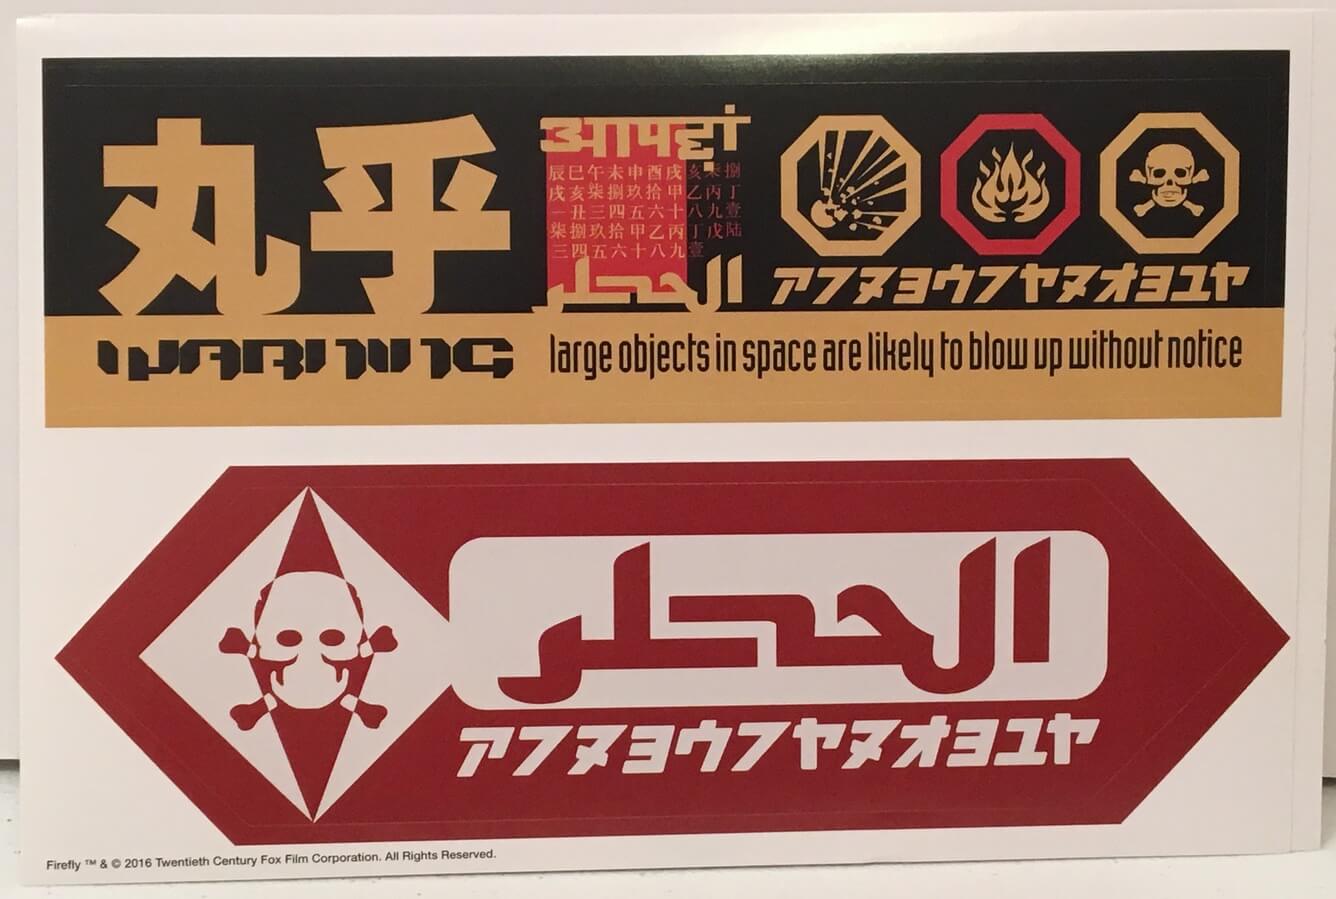 丸乎
辰巳午未申酉戌亥柒捌
戌亥柒捌玖拾甲乙丙丁
一丑三四五六十八九壹
柒捌玖拾甲乙丙丁戊陆
三四五六十八九壹
الحطر
アフヌヨウフヤヌオヨユヤ
WARNING
large objects in space are likely to blow up without notice
الحطر
アフヌヨウフヤヌオヨユヤ
Firefly ™ & © 2016 Twentieth Century Fox Film Corporation. All Rights Reserved.